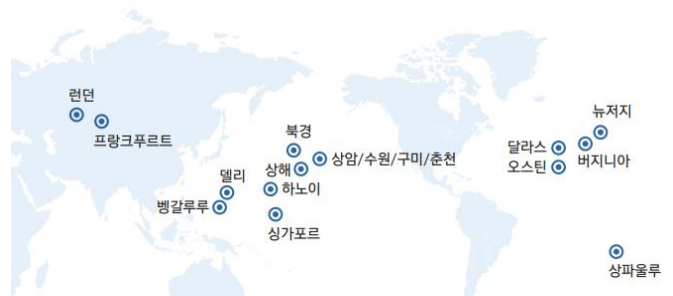 런던
프랑크푸르트
북경
상암/수원/구미/춘천
상해
하노이
델리
벵갈루루
싱가포르
뉴저지
달라스
버지니아
오스틴
상파울루